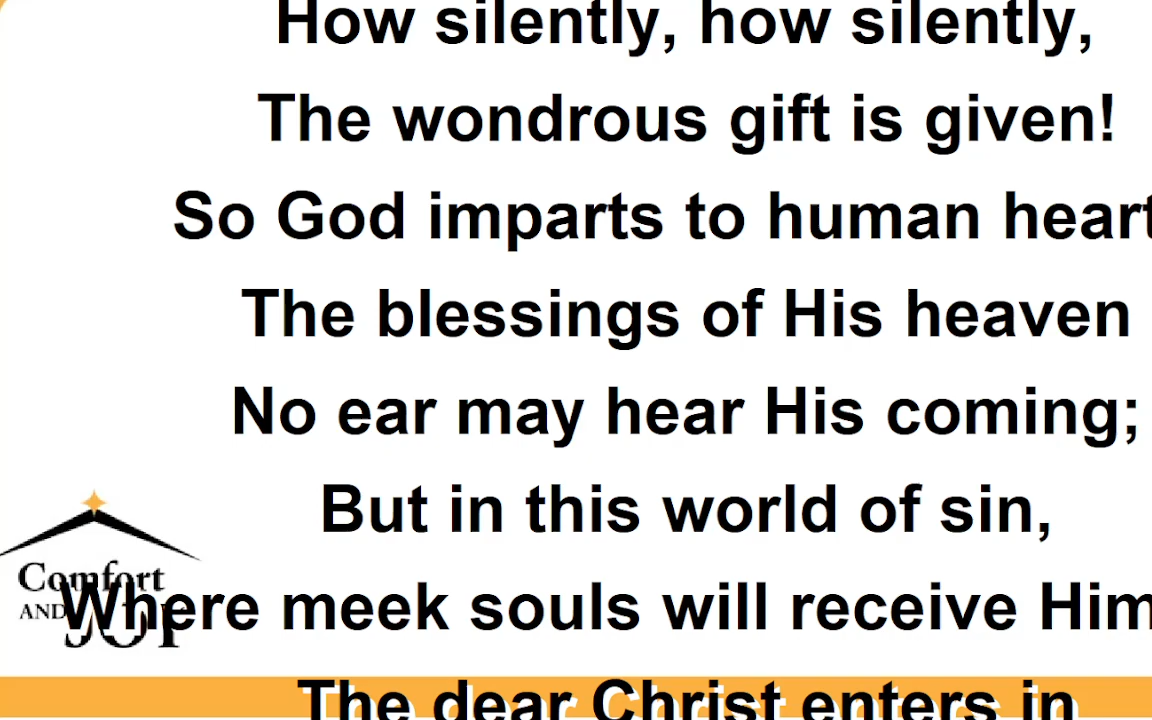 How silently, how silently,
The wondrous gift is given!
So God imparts to human heart
The blessings of His heaven
No ear may hear His coming;
But in this world of sin,
Comfort
AND JOY
Where meek souls will receive Him
The dear Christ enters in